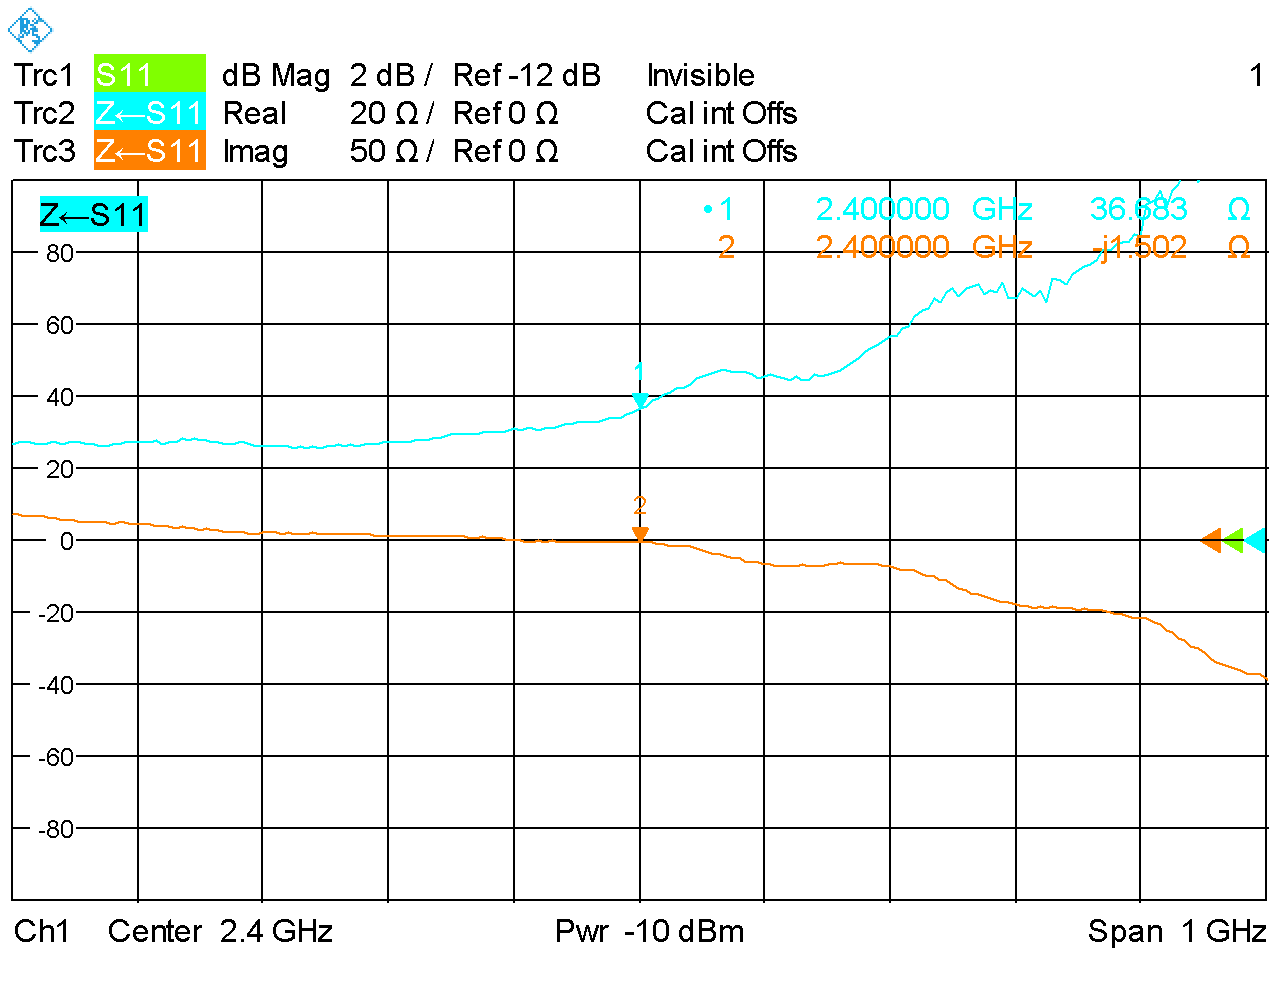 Trc1 S11 dB Mag 2 dB / Ref -12 dB Invisible 1
Trc2 Z←S11 Real 20 Ω / Ref 0 Ω Cal int Offs
Trc3 Z←S11 Imag 50 Ω / Ref 0 Ω Cal int Offs
Z←S11
•1 2.400000 GHz 36.683 Ω
2 2.400000 GHz -j1.502 Ω
80
60
1
40
20
2
0
-20
-40
-60
-80
Ch1 Center 2.4 GHz Pwr -10 dBm Span 1 GHz